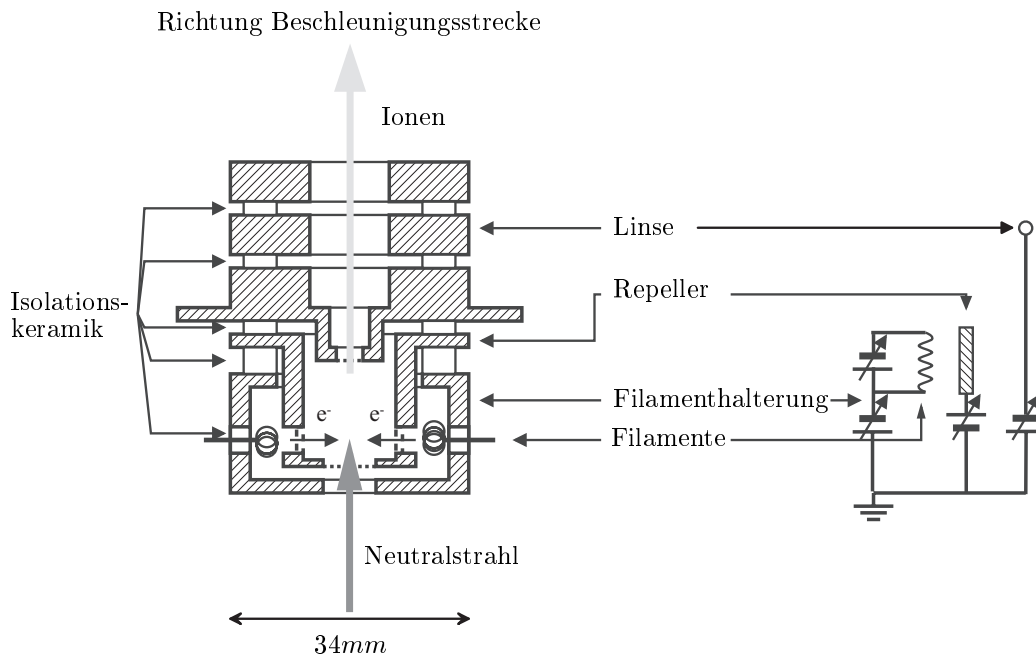 Richtung Beschleunigungsstrecke
Ionen
Linse
Repeller
Isolations-
keramik
Filamenthalterung
e-
e-
Filamente
Neutralstrahl
34mm